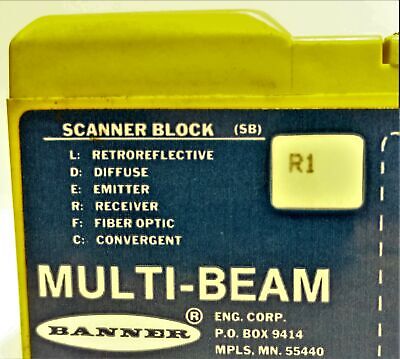 SCANNER BLOCK (SB)
R1
L: RETROREFLECTIVE
D: DIFFUSE
E: EMITTER
R: RECEIVER
F: FIBER OPTIC
C: CONVERGENT
MULTI-BEAM
BANNER ®
ENG. CORP.
P.O. BOX 9414
MPLS, MN. 55440